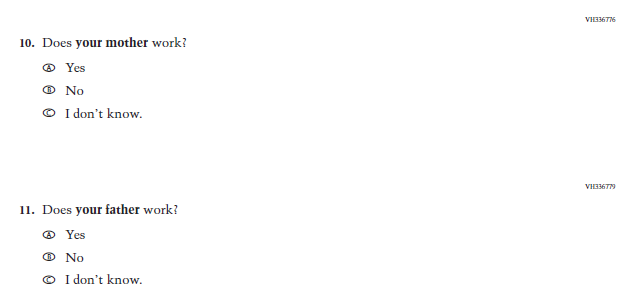 VH336776
10. Does your mother work?
A Yes
B No
C I don't know.
VH336779
11. Does your father work?
A Yes
B No
C I don't know.